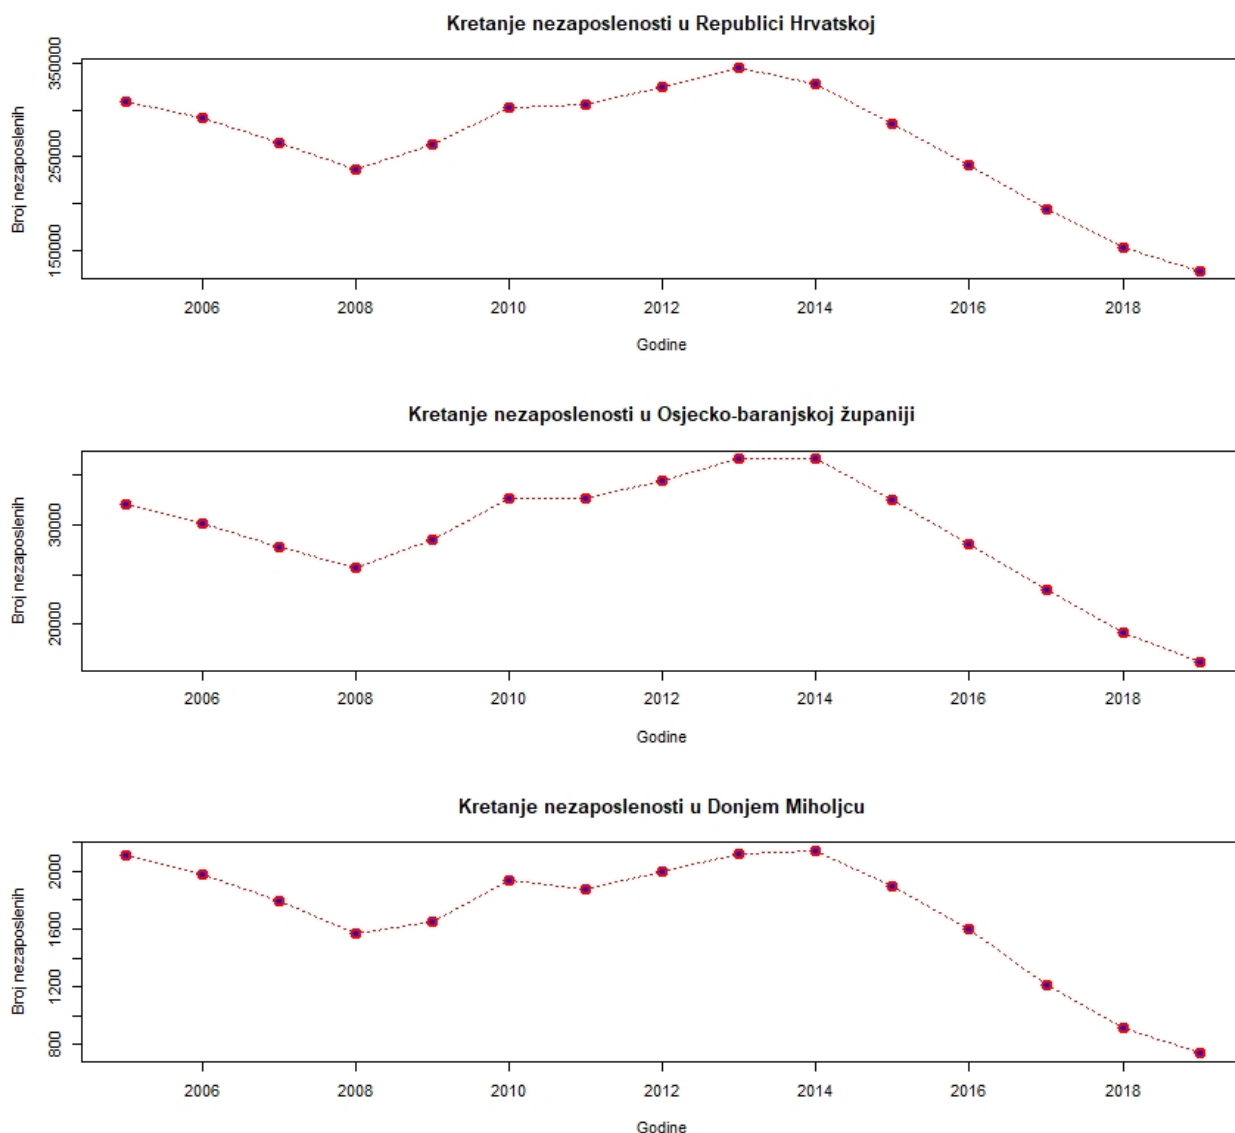 Kretanje nezaposlenosti u Republici Hrvatskoj
350000
250000
150000
Broj nezaposlenih
2006 2008 2010 2012 2014 2016 2018
Godine
Kretanje nezaposlenosti u Osjecko-baranjskoj županiji
30000
20000
Broj nezaposlenih
2006 2008 2010 2012 2014 2016 2018
Godine
Kretanje nezaposlenosti u Donjem Miholjcu
2000
1600
1200
800
Broj nezaposlenih
2006 2008 2010 2012 2014 2016 2018
Godine